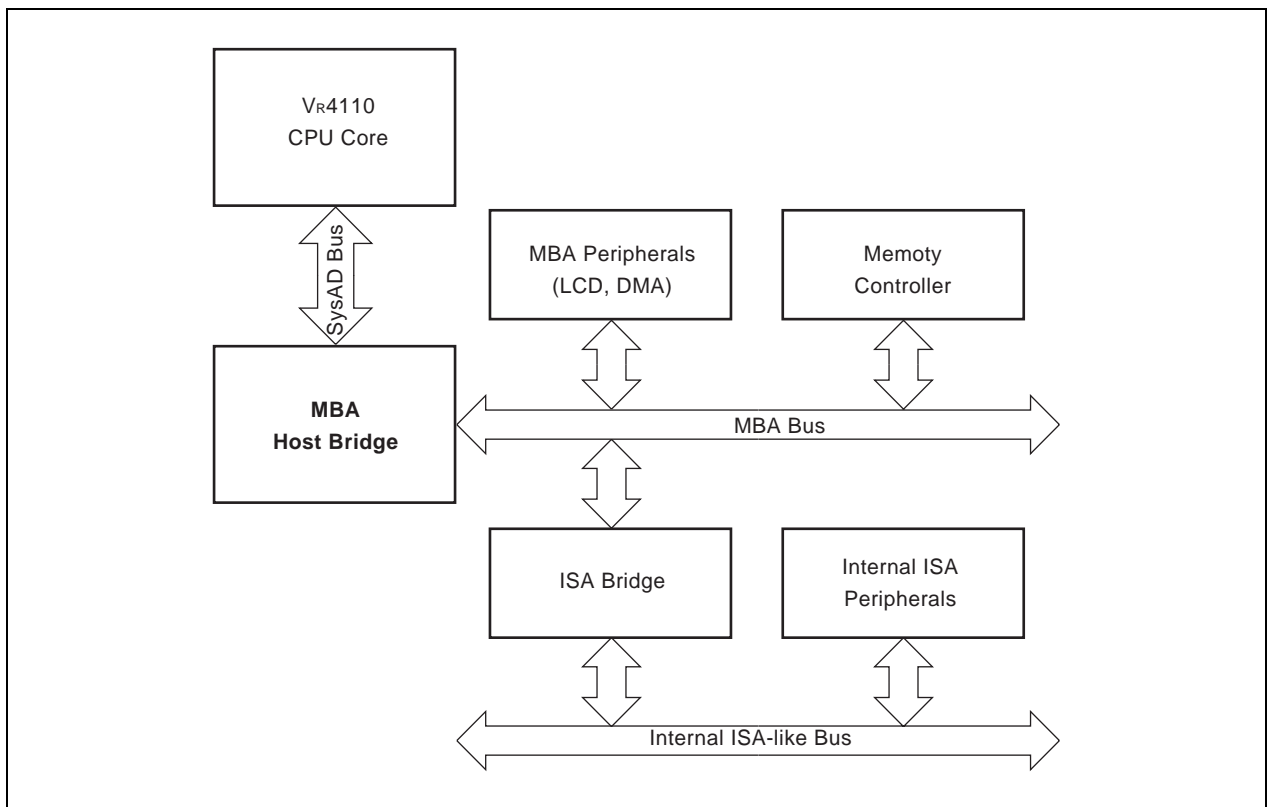 VR4110
CPU Core
SysAD Bus
MBA Peripherals
(LCD, DMA)
Memoty
Controller
MBA
Host Bridge
MBA Bus
ISA Bridge
Internal ISA
Peripherals
Internal ISA-like Bus